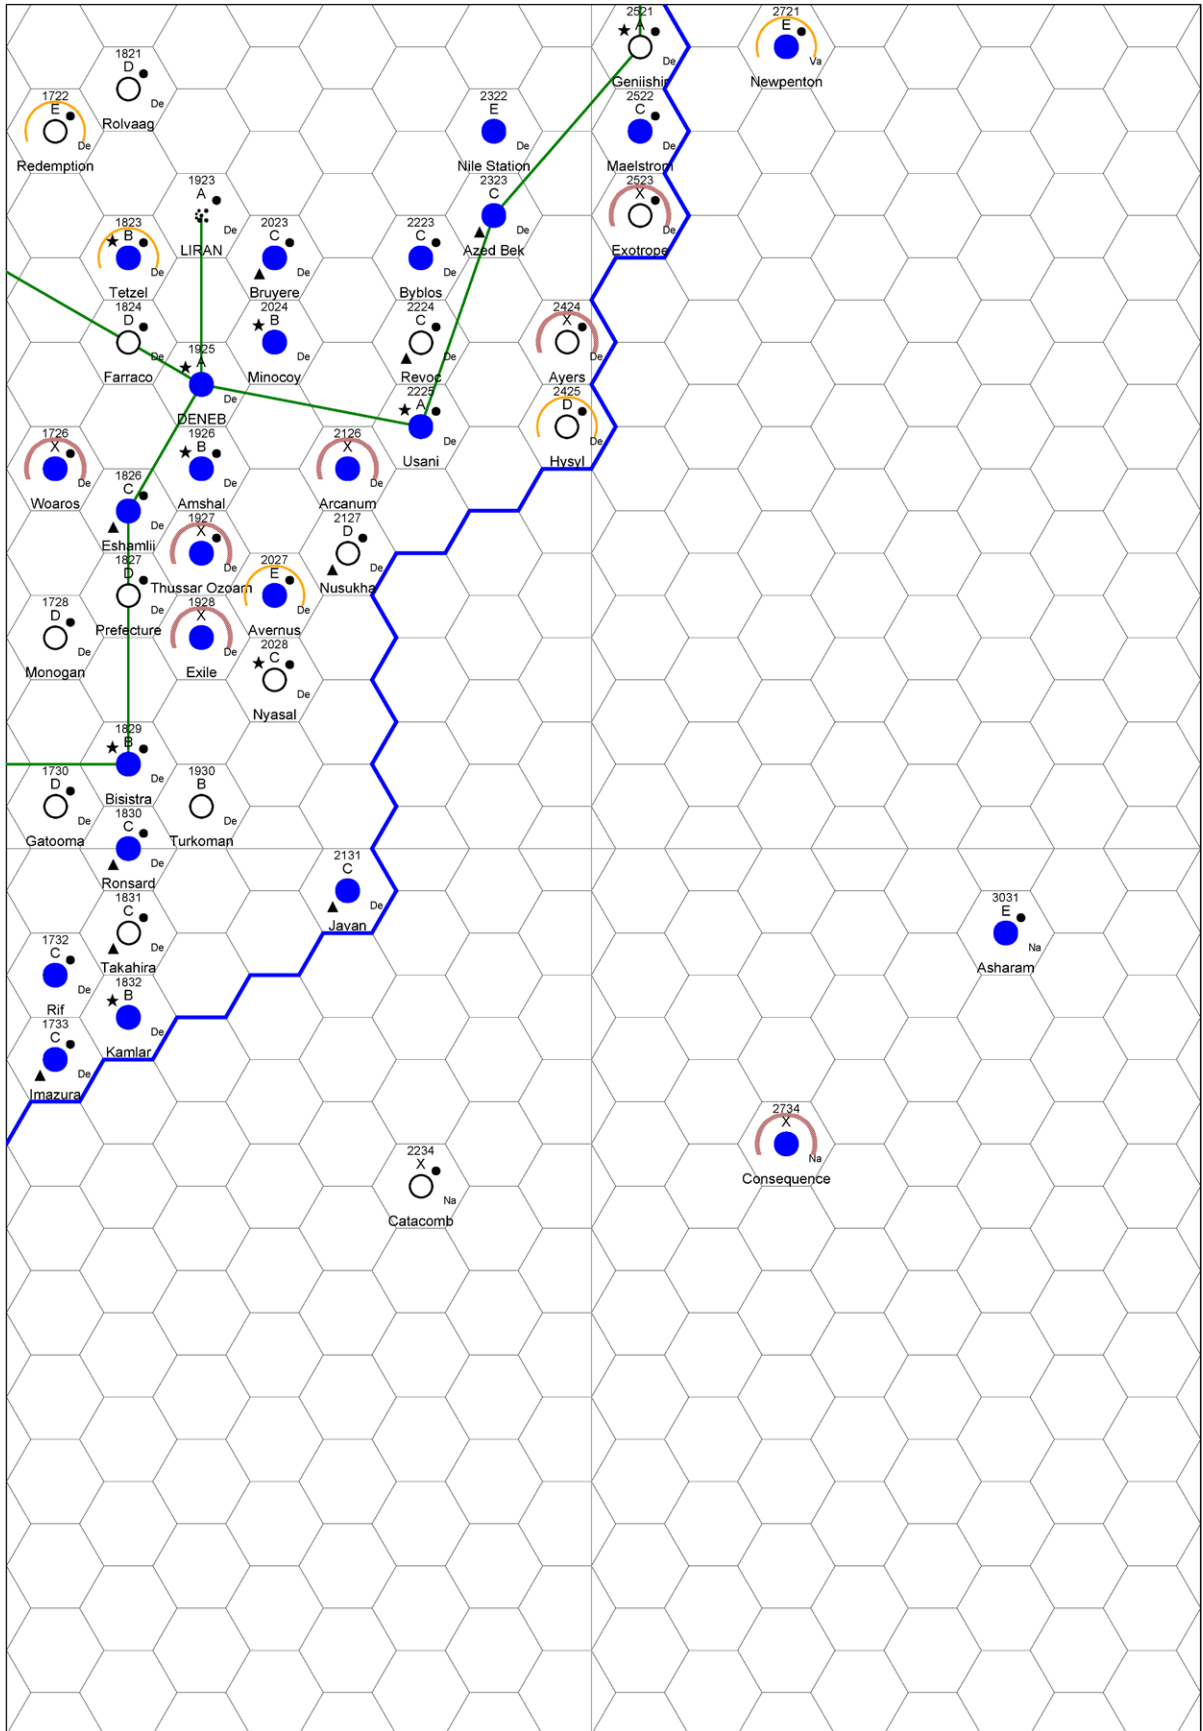 2521
A
De
Geniishir
2721
E
Va
Newpenton
1821
D
De
Rolvaag
1722
E
De
Redemption
2322
E
De
Nile Station
2522
C
De
Maelstrom
1923
A
De
LIRAN
2323
C
De
Azed Bek
2523
X
De
Exotrope
1823
B
De
Tetzel
2023
C
De
Bruyere
2223
C
De
Byblos
1824
D
De
Farraco
2024
B
De
Minocoy
2224
C
De
Revoc
2424
X
De
Ayers
1925
A
De
DENEB
2225
A
De
Usani
2425
D
De
Hysyl
1726
X
De
Woaros
1926
B
De
Amshal
2126
X
De
Arcanum
1826
C
De
Eshamlii
1927
X
De
Thussar Ozoam
2127
D
De
Nusukha
1827
D
De
Prefecture
2027
E
De
Avernus
1728
D
De
Monogan
1928
X
De
Exile
2028
C
De
Nyasal
1829
B
De
Bisistra
1730
D
De
Gatooma
1930
B
De
Turkoman
1830
C
De
Ronsard
2131
C
De
Javan
1831
C
De
Takahira
3031
E
Na
Asharam
1732
C
De
Rif
1832
B
De
Kamlar
1733
C
De
Imazura
2734
X
Na
Consequence
2234
X
Na
Catacomb